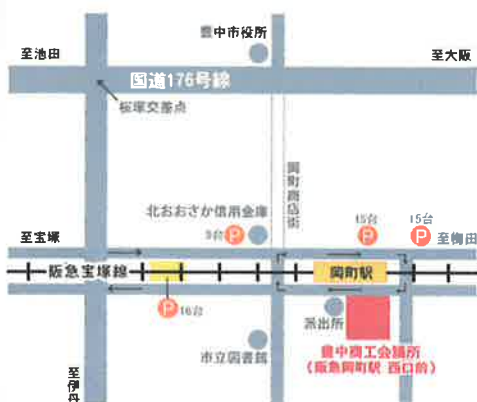 豊中市役所
至池田
至大阪
国道176号線
桜塚交差点
岡町商店街
北おおさか信用金庫
3台 P
15台
P
15台
P
至宝塚
至梅田
阪急宝塚線
岡町駅
P 16台
派出所
市立図書館
豊中商工会議所
(阪急岡町駅 西口前)
至伊丹